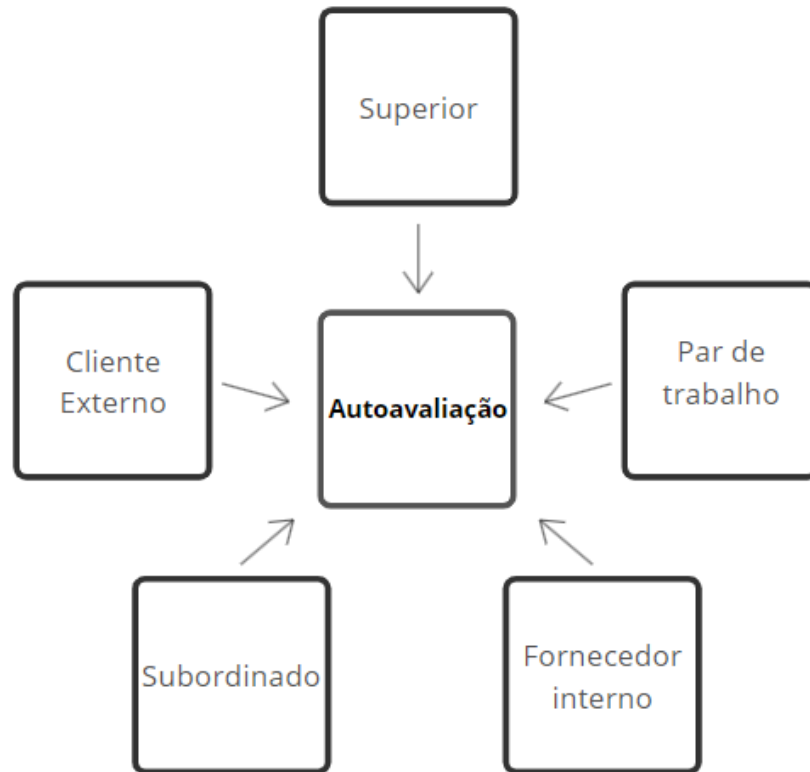 Superior
Cliente
Externo
Autoavaliação
Par de
trabalho
Subordinado
Fornecedor
interno